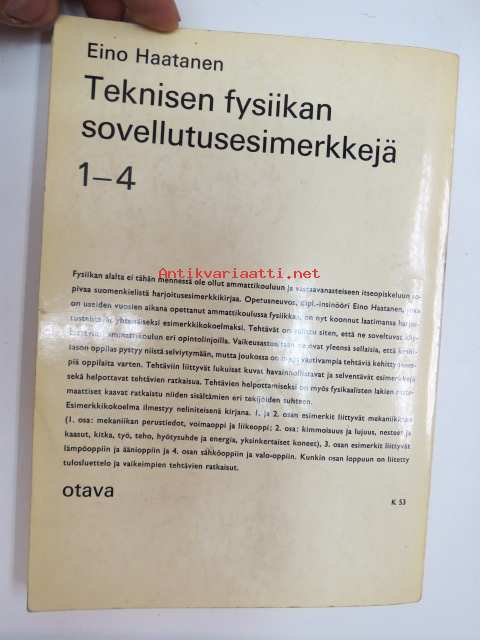 Eino Haatanen
Teknisen fysiikan
sovellutusesimerkkejä
1–4
Antikvariaatti.net
Fysiikan alalta ei tähän mennessä ole ollut ammattikouluun ja vastaavanasteiseen itseopiskeluun so-
pivaa suomenkielistä harjoitusesimerkkikirjaa. Opetusneuvos, dipl.-insinööri Eino Haatanen, joka
on useiden vuosien aikana opettanut ammattikoulussa fysiikkaa, on nyt koonnut laatimansa harjoi-
tustehtävät yhtenäiseksi esimerkkikokoelmaksi. Tehtävät on valittu siten, että ne soveltuvat käy-
ammattikoulun eri opintolinjoilla. Vaikeusasteeltaan ne ovat yleensä sellaisia, että
tason oppilas pystyy niistä selviytymään, mutta joukossa on myös vaativampia tehtäviä kehitty-
piä oppilaita varten. Tehtäviin liittyvät lukuisat kuvat havainnollistavat ja selventävät esimerkkejä
sekä helpottavat tehtävien ratkaisua. Tehtävien helpottamiseksi on myös fysikaalisten lakien mate-
maattiset kaavat ratkaistu niiden sisältämien eri tekijöiden suhteen.
Esimerkkikokoelma ilmestyy neliniteisenä kirjana. 1. ja 2. osan esimerkit liittyvät mekaniikkaan
(1. osa: mekaniikan perustiedot, voimaoppi ja liikeoppi; 2. osa: kimmoisuus ja lujuus, nesteet ja
kaasut, kitka, työ, teho, hyötysuhde ja energia, yksinkertaiset koneet), 3. osan esimerkit liittyvät
lämpöoppiin ja äänioppiin ja 4. osan sähköoppiin ja valo-oppiin. Kunkin osan loppuun on liitetty
tulosluettelo ja vaikeimpien tehtävien ratkaisut.
otava
K 53